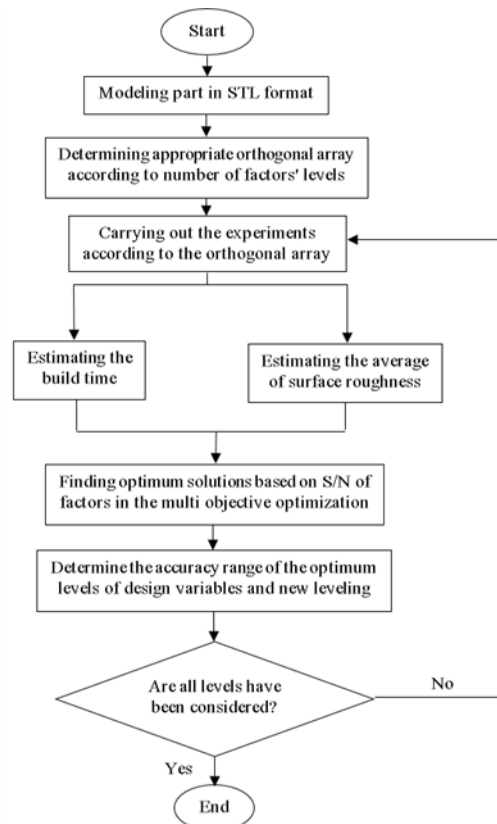 Start
Modeling part in STL format
Determining appropriate orthogonal array
according to number of factors' levels
Carrying out the experiments
according to the orthogonal array
Estimating the
build time
Estimating the average
of surface roughness
Finding optimum solutions based on S/N of
factors in the multi objective optimization
Determine the accuracy range of the optimum
levels of design variables and new leveling
Are all levels have
been considered?
No
Yes
End